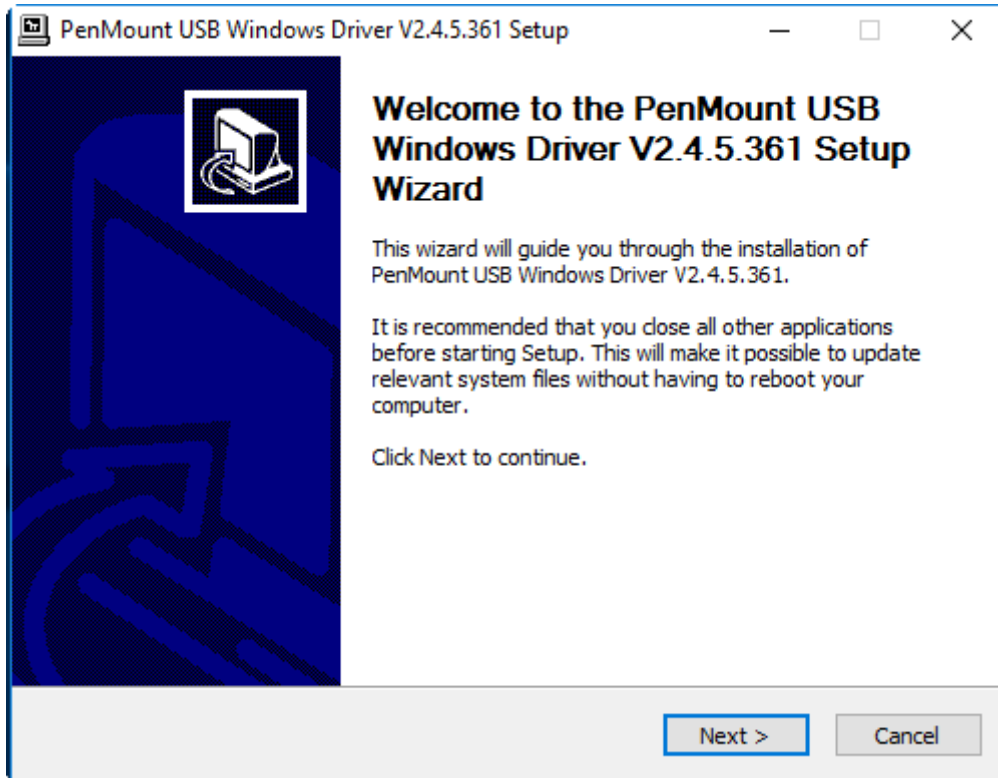 PenMount USB Windows Driver V2.4.5.361 Setup
Welcome to the PenMount USB
Windows Driver V2.4.5.361 Setup
Wizard
This wizard will guide you through the installation of
PenMount USB Windows Driver V2.4.5.361.
It is recommended that you close all other applications
before starting Setup. This will make it possible to update
relevant system files without having to reboot your
computer.
Click Next to continue.
Next >
Cancel